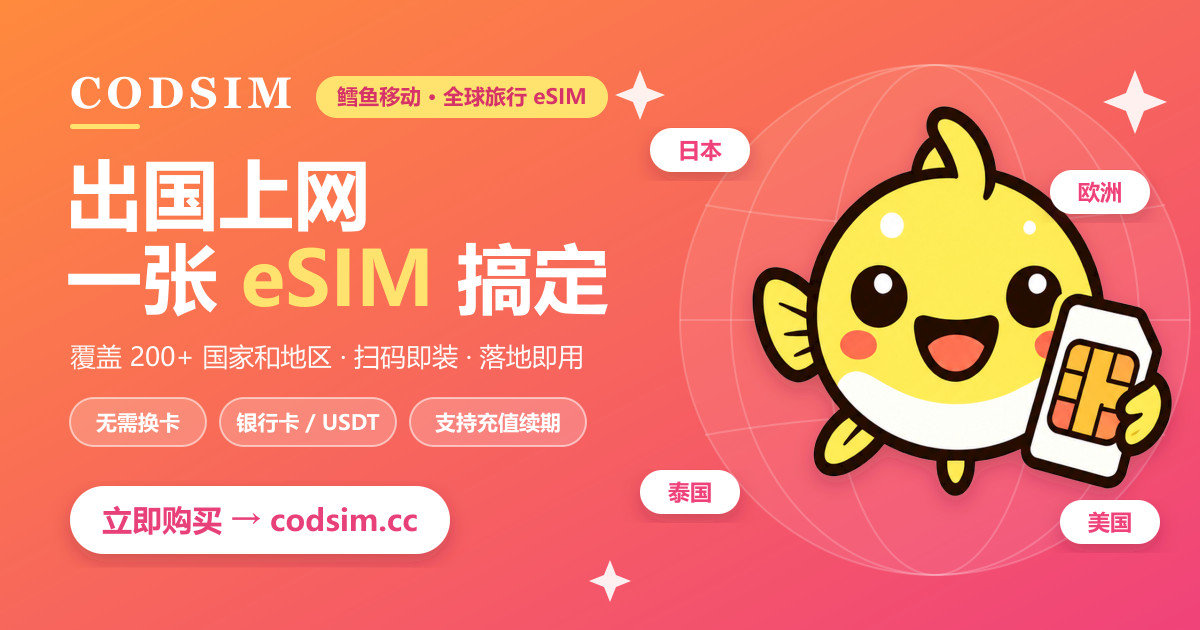 CODSIM
鳕鱼移动 · 全球旅行 eSIM
出国上网
一张 eSIM 搞定
覆盖 200+ 国家和地区 · 扫码即装 · 落地即用
无需换卡
银行卡 / USDT
支持充值续期
立即购买 → codsim.cc
日本
欧洲
泰国
美国